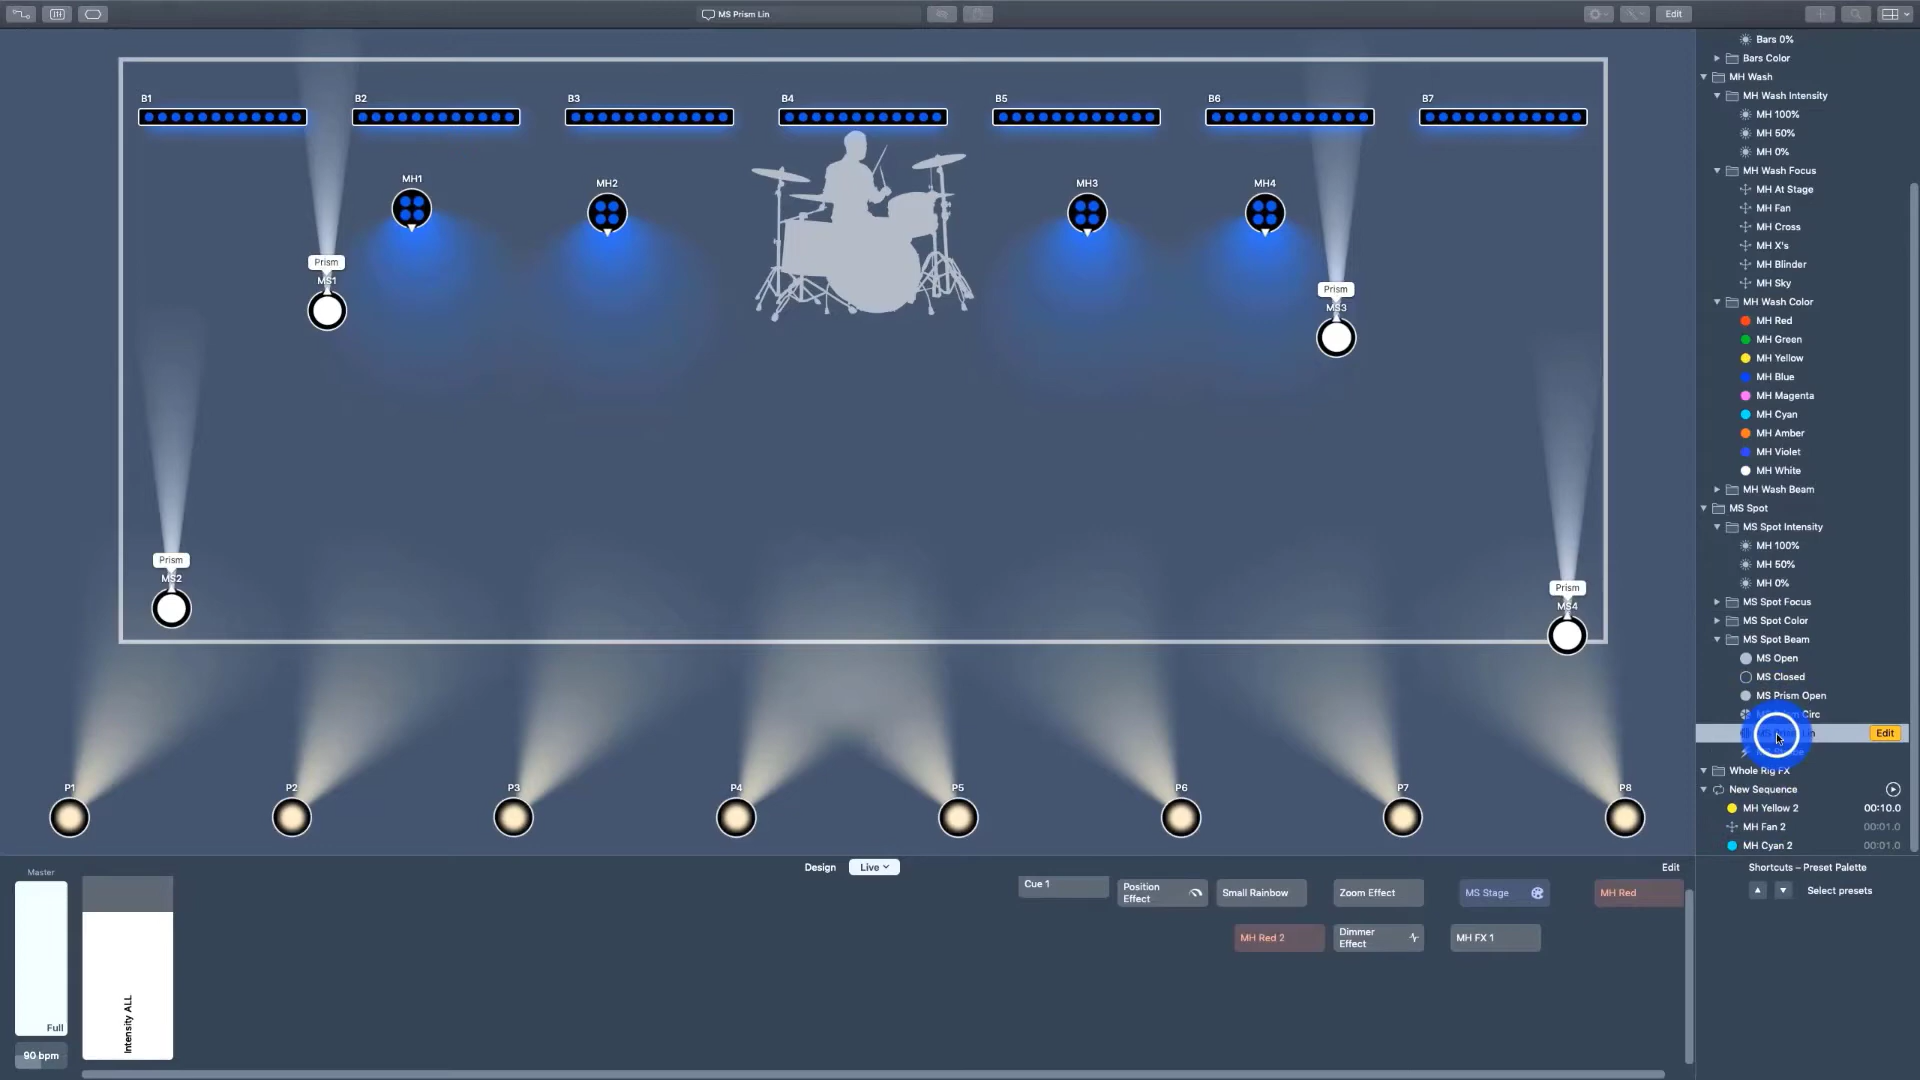 MS Prism Lin
Edit
B1
B2
B3
B4
B5
B6
B7
MH1
MH2
MH3
MH4
Prism
MS1
Prism
MS3
Prism
MS2
Prism
MS4
P1
P2
P3
P4
P5
P6
P7
P8
Bars 0%
Bars Color
MH Wash
MH Wash Intensity
MH 100%
MH 50%
MH 0%
MH Wash Focus
MH At Stage
MH Fan
MH Cross
MH X's
MH Blinder
MH Sky
MH Wash Color
MH Red
MH Green
MH Yellow
MH Blue
MH Magenta
MH Cyan
MH Amber
MH Violet
MH White
MH Wash Beam
MS Spot
MS Spot Intensity
MH 100%
MH 50%
MH 0%
MS Spot Focus
MS Spot Color
MS Spot Beam
MS Open
MS Closed
MS Prism Open
Circ
Edit
Whole Rig FX
New Sequence
MH Yellow 2 00:10.0
MH Fan 2 00:01.0
MH Cyan 2 00:01.0
Master
Full
90 bpm
Intensity ALL
Design
Live
Edit
Cue 1
Position
Effect
Small Rainbow
Zoom Effect
MS Stage
MH Red
MH Red 2
Dimmer
Effect
MH FX 1
Shortcuts – Preset Palette
Select presets